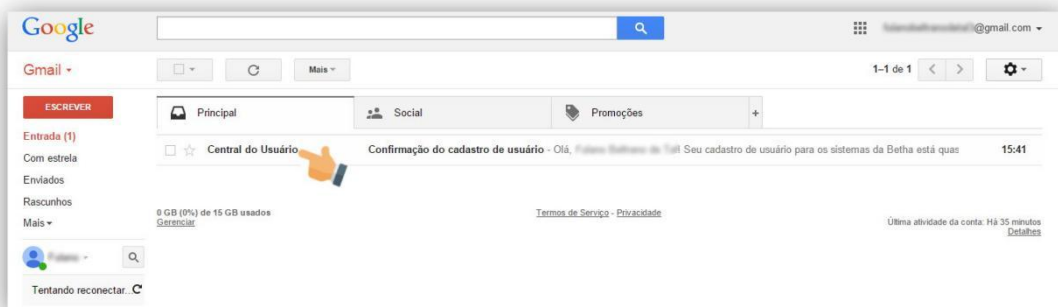 Google
@gmail.com
Gmail
Mais
1–1 de 1
ESCREVER
Principal
Social
Promoções
+
Entrada (1)
Com estrela
Enviados
Rascunhos
Mais
Central do Usuário
Confirmação do cadastro de usuário - Olá, Seu cadastro de usuário para os sistemas da Betha está quas
15:41
0 GB (0%) de 15 GB usados
Gerenciar
Termos de Serviço - Privacidade
Última atividade da conta: Há 35 minutos
Detalhes
Tentando reconectar...